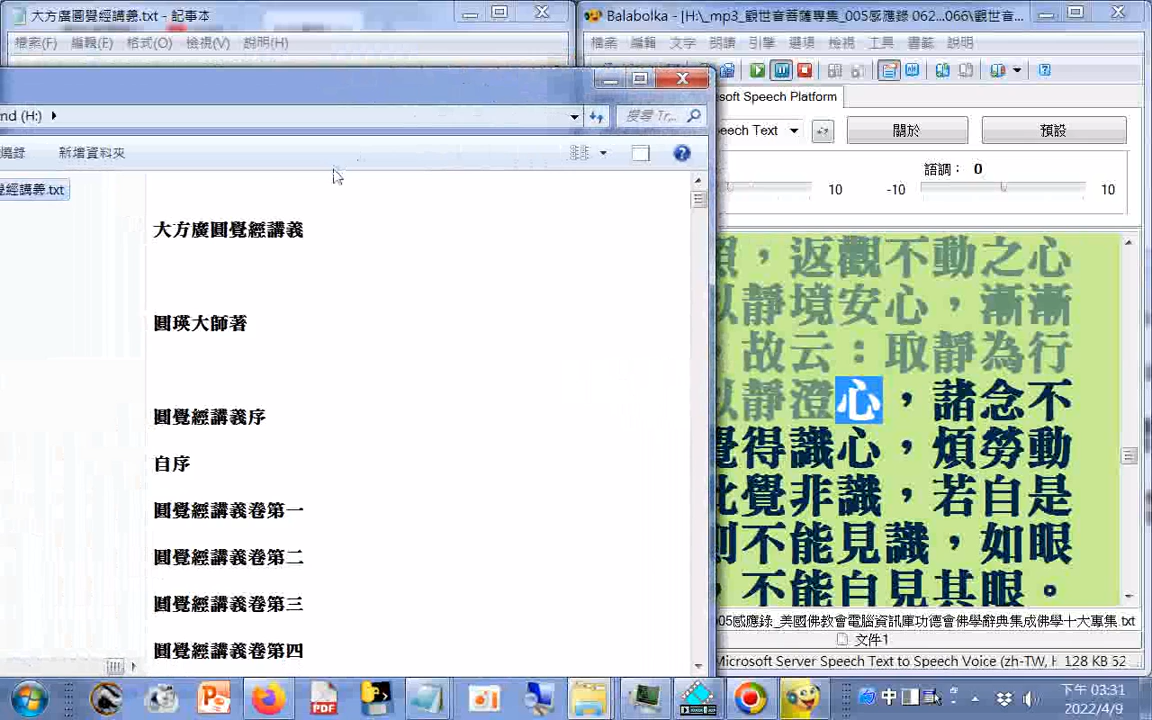 大方廣圓覺經講義.txt - 記事本
檔案(F) 編輯(E) 格式(O) 檢視(V) 說明(H)
Balabolka - [H:\_mp3_觀世音菩薩專集_005感應錄 062...066\觀世音...
檔案 編輯 文字 朗讀 引擎 選項 檢視 工具 書籤 說明
nd (H:)
搜尋 Tr...
燒錄 新增資料夾
覺經講義.txt
大方廣圓覺經講義
圓瑛大師著
圓覺經講義序
自序
圓覺經講義卷第一
圓覺經講義卷第二
圓覺經講義卷第三
圓覺經講義卷第四
soft Speech Platform
eech Text
關於
預設
語調： 0
10 -10 10
照，返觀不動之心
以靜境安心，漸漸
，故云：取靜為行
以靜澄心，諸念不
覺得識心，煩勞動
此覺非識，若自是
則不能見識，如眼
，不能自見其眼。
005感應錄_美國佛教會電腦資訊庫功德會佛學辭典集成佛學十大專集 txt
文件1
Microsoft Server Speech Text to Speech Voice (zh-TW, H 128 KB 52
中
下午 03:31
2022/4/9